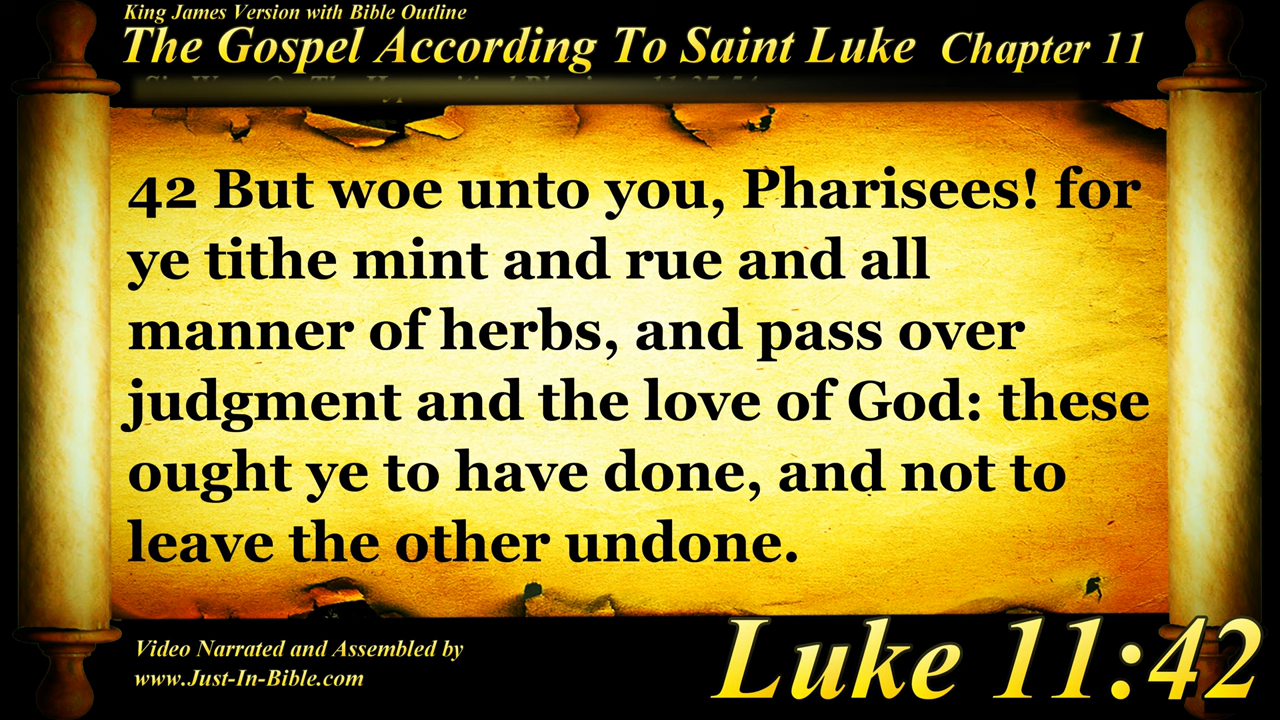 King James Version with Bible Outline
The Gospel According To Saint Luke Chapter 11
42 But woe unto you, Pharisees! for
ye tithe mint and rue and all
manner of herbs, and pass over
judgment and the love of God: these
ought ye to have done, and not to
leave the other undone.
Video Narrated and Assembled by
www.Just-In-Bible.com
Luke 11:42